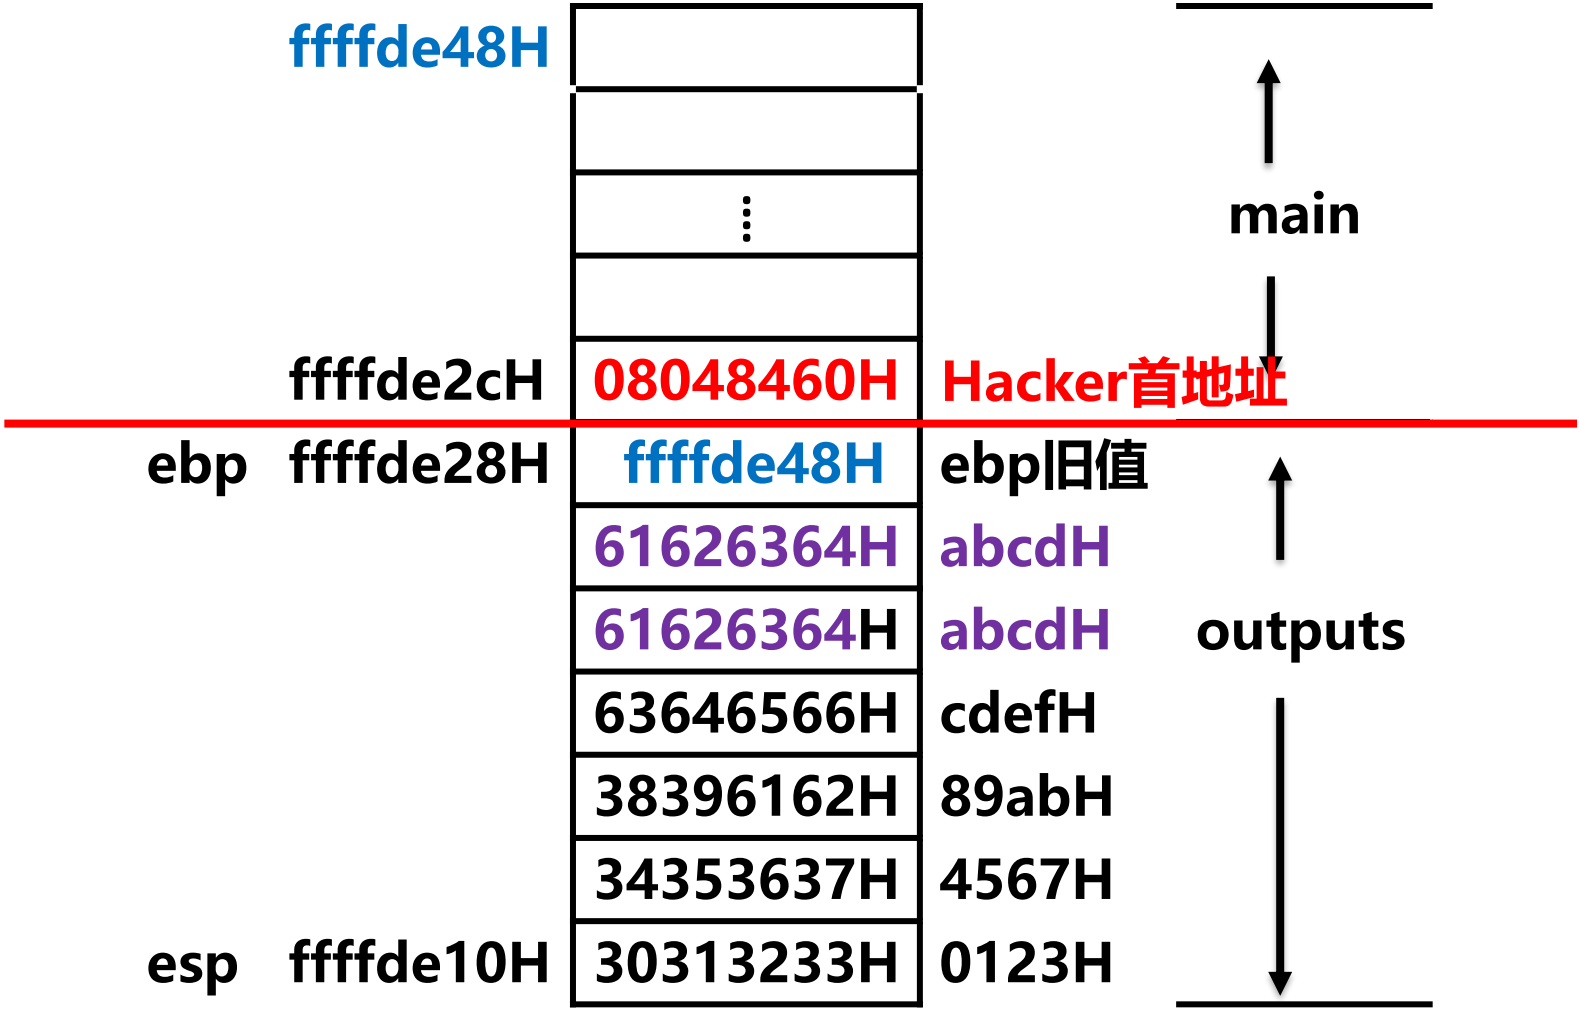 ffffde48H
⋮
main
ffffde2cH 08048460H Hacker首地址
ebp ffffde28H ffffde48H ebp旧值
61626364H abcdH
61626364H abcdH outputs
63646566H cdefH
38396162H 89abH
34353637H 4567H
esp ffffde10H 30313233H 0123H